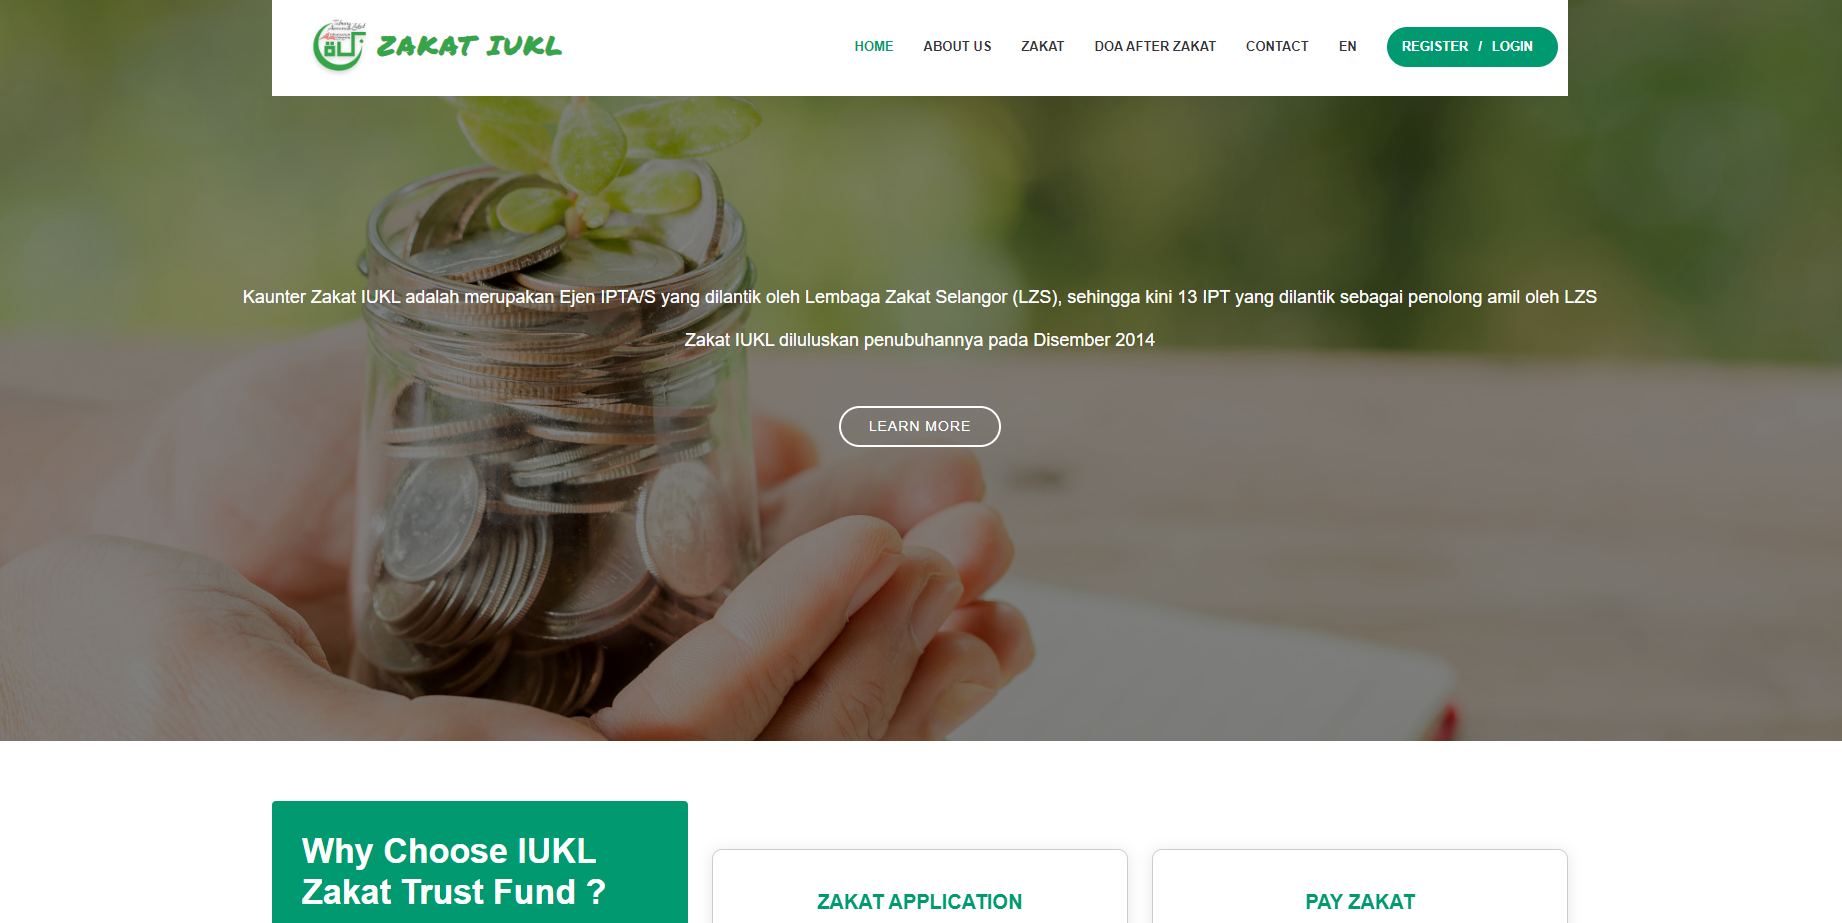 ZAKAT IUKL
HOME ABOUT US ZAKAT DOA AFTER ZAKAT CONTACT EN REGISTER / LOGIN
Kaunter Zakat IUKL adalah merupakan Ejen IPTA/S yang dilantik oleh Lembaga Zakat Selangor (LZS), sehingga kini 13 IPT yang dilantik sebagai penolong amil oleh LZS
Zakat IUKL diluluskan penubuhannya pada Disember 2014
LEARN MORE
Why Choose IUKL
Zakat Trust Fund ?
ZAKAT APPLICATION
PAY ZAKAT